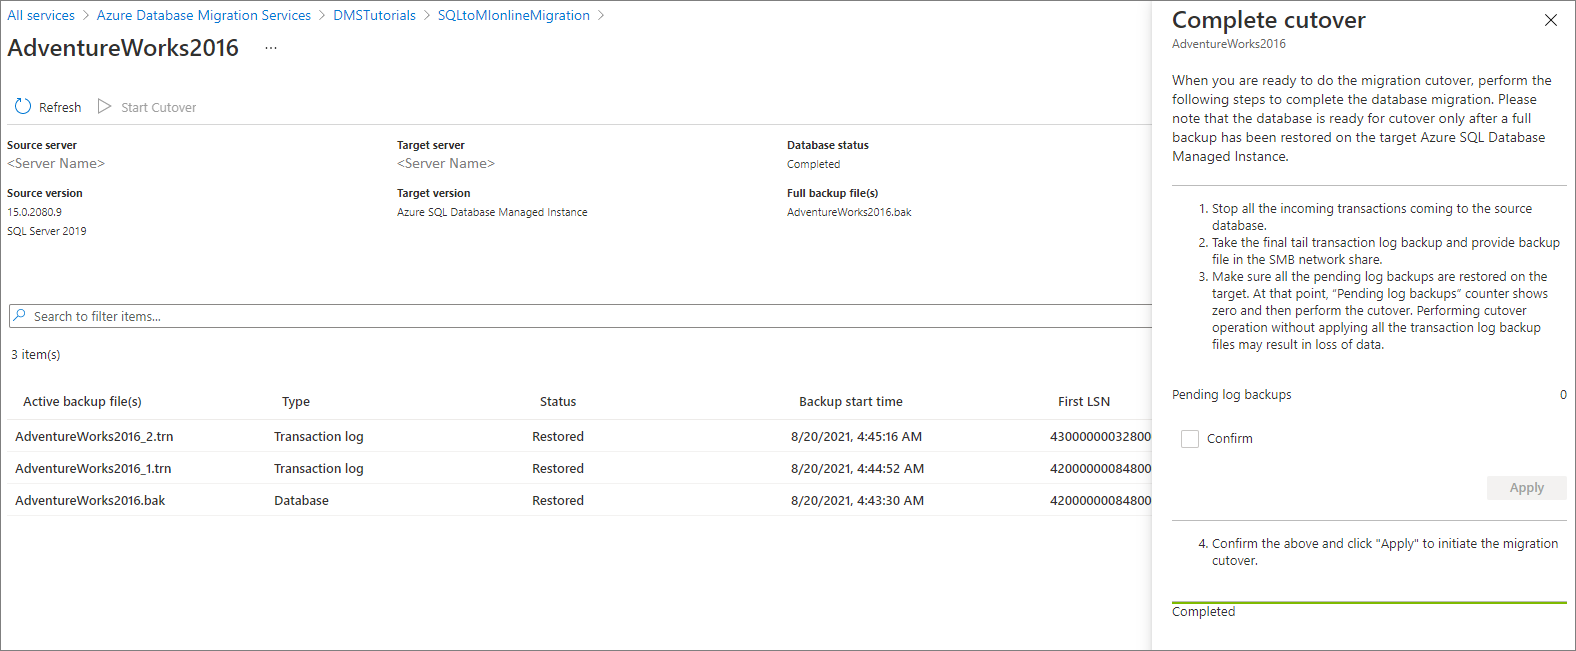 All services > Azure Database Migration Services > DMSTutorials > SQLtoMIonlineMigration >
AdventureWorks2016 ...
Refresh Start Cutover
Source server Target server Database status
<Server Name> <Server Name> Completed
Source version Target version Full backup file(s)
15.0.2080.9 Azure SQL Database Managed Instance AdventureWorks2016.bak
SQL Server 2019
Search to filter items...
3 item(s)
Active backup file(s) Type Status Backup start time First LSN
AdventureWorks2016_2.trn Transaction log Restored 8/20/2021, 4:45:16 AM 43000000032800
AdventureWorks2016_1.trn Transaction log Restored 8/20/2021, 4:44:52 AM 42000000084800
AdventureWorks2016.bak Database Restored 8/20/2021, 4:43:30 AM 42000000084800
Complete cutover
AdventureWorks2016
When you are ready to do the migration cutover, perform the
following steps to complete the database migration. Please
note that the database is ready for cutover only after a full
backup has been restored on the target Azure SQL Database
Managed Instance.
1. Stop all the incoming transactions coming to the source
database.
2. Take the final tail transaction log backup and provide backup
file in the SMB network share.
3. Make sure all the pending log backups are restored on the
target. At that point, “Pending log backups” counter shows
zero and then perform the cutover. Performing cutover
operation without applying all the transaction log backup
files may result in loss of data.
Pending log backups 0
Confirm
Apply
4. Confirm the above and click "Apply" to initiate the migration
cutover.
Completed